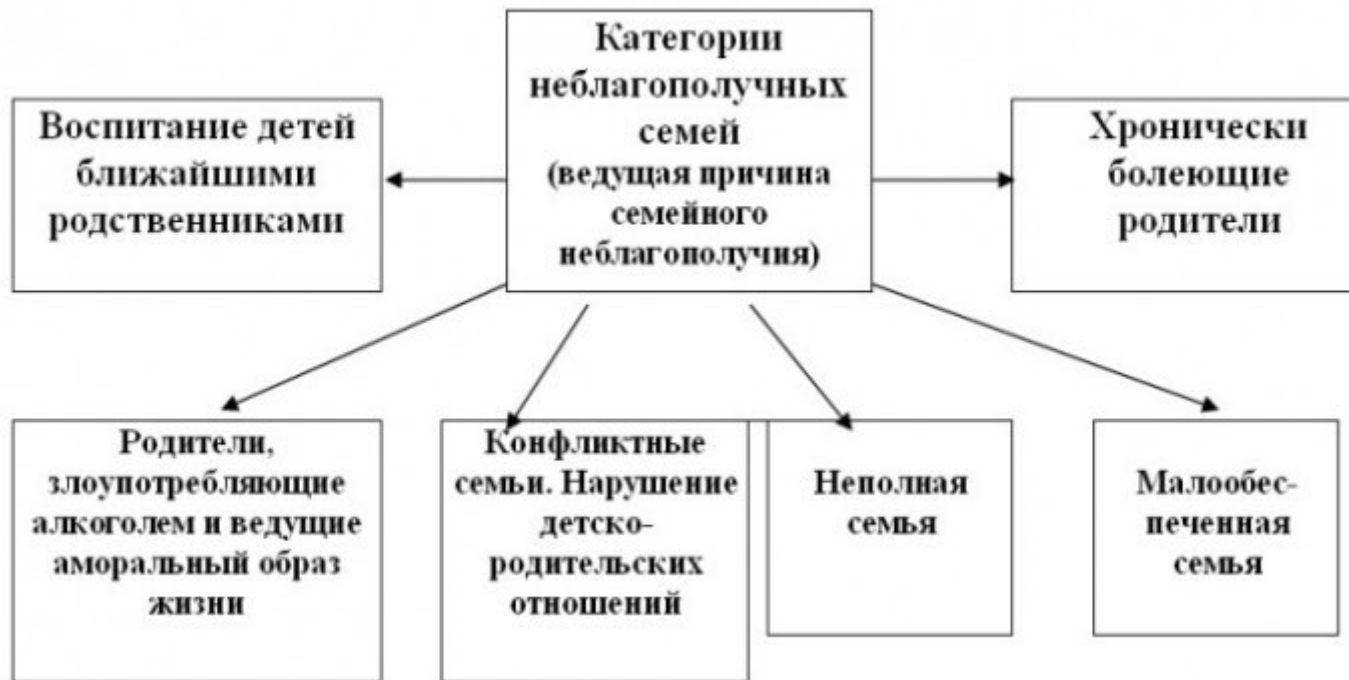 Категории
неблагополучных
семей
(ведущая причина
семейного
неблагополучия)
Воспитание детей
ближайшими
родственниками
Хронически
болеющие
родители
Родители,
злоупотребляющие
алкоголем и ведущие
аморальный образ
жизни
Конфликтные
семьи. Нарушение
детско-
родительских
отношений
Неполная
семья
Малообес-
печенная
семья